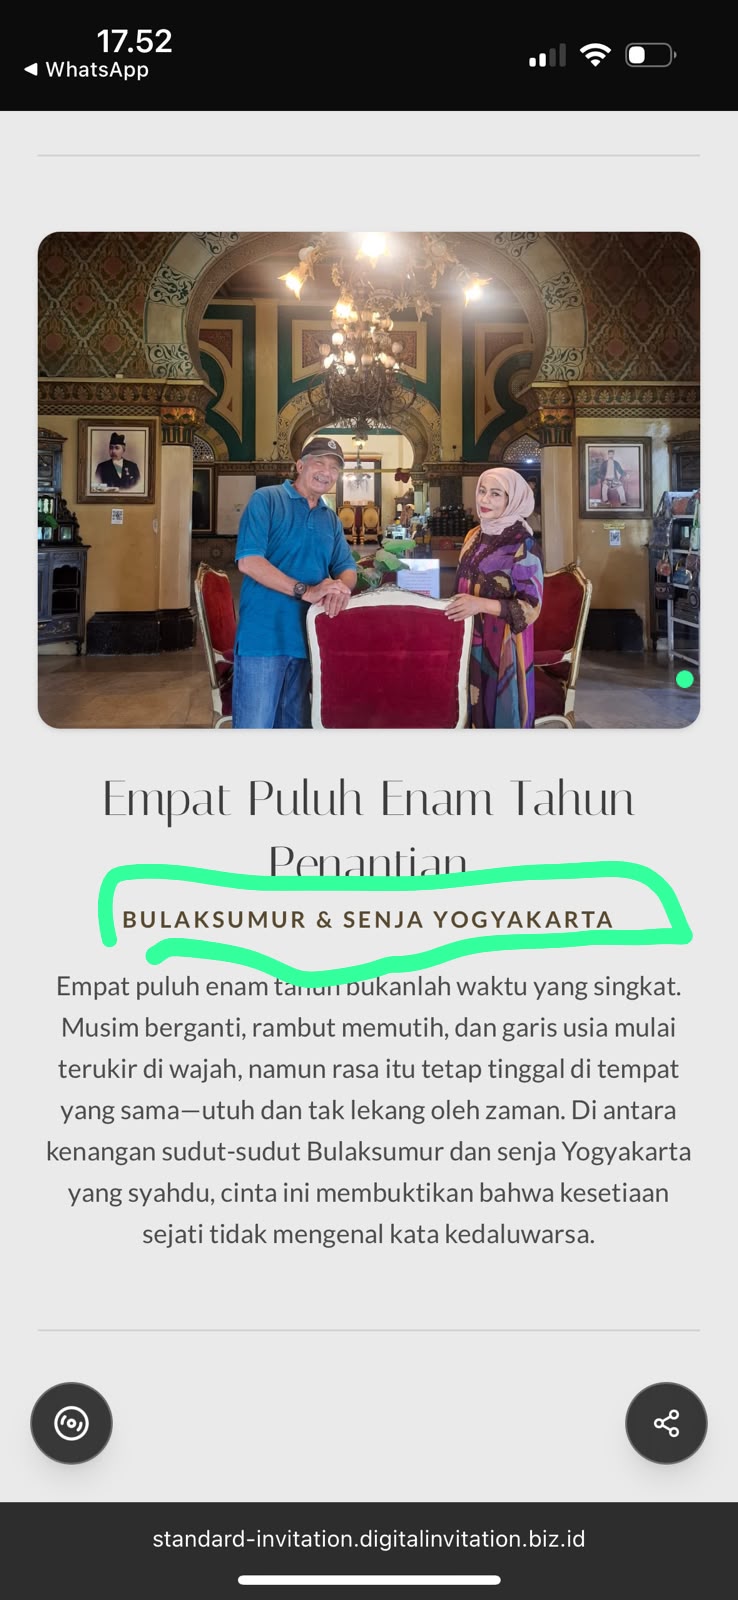 17.52
WhatsApp
Empat Puluh Enam Tahun
Penantian
BULAKSUMUR & SENJA YOGYAKARTA
Empat puluh enam tahun bukanlah waktu yang singkat.
Musim berganti, rambut memutih, dan garis usia mulai
terukir di wajah, namun rasa itu tetap tinggal di tempat
yang sama—utuh dan tak lekang oleh zaman. Di antara
kenangan sudut-sudut Bulaksumur dan senja Yogyakarta
yang syahdu, cinta ini membuktikan bahwa kesetiaan
sejati tidak mengenal kata kedaluwarsa.
standard-invitation.digitalinvitation.biz.id